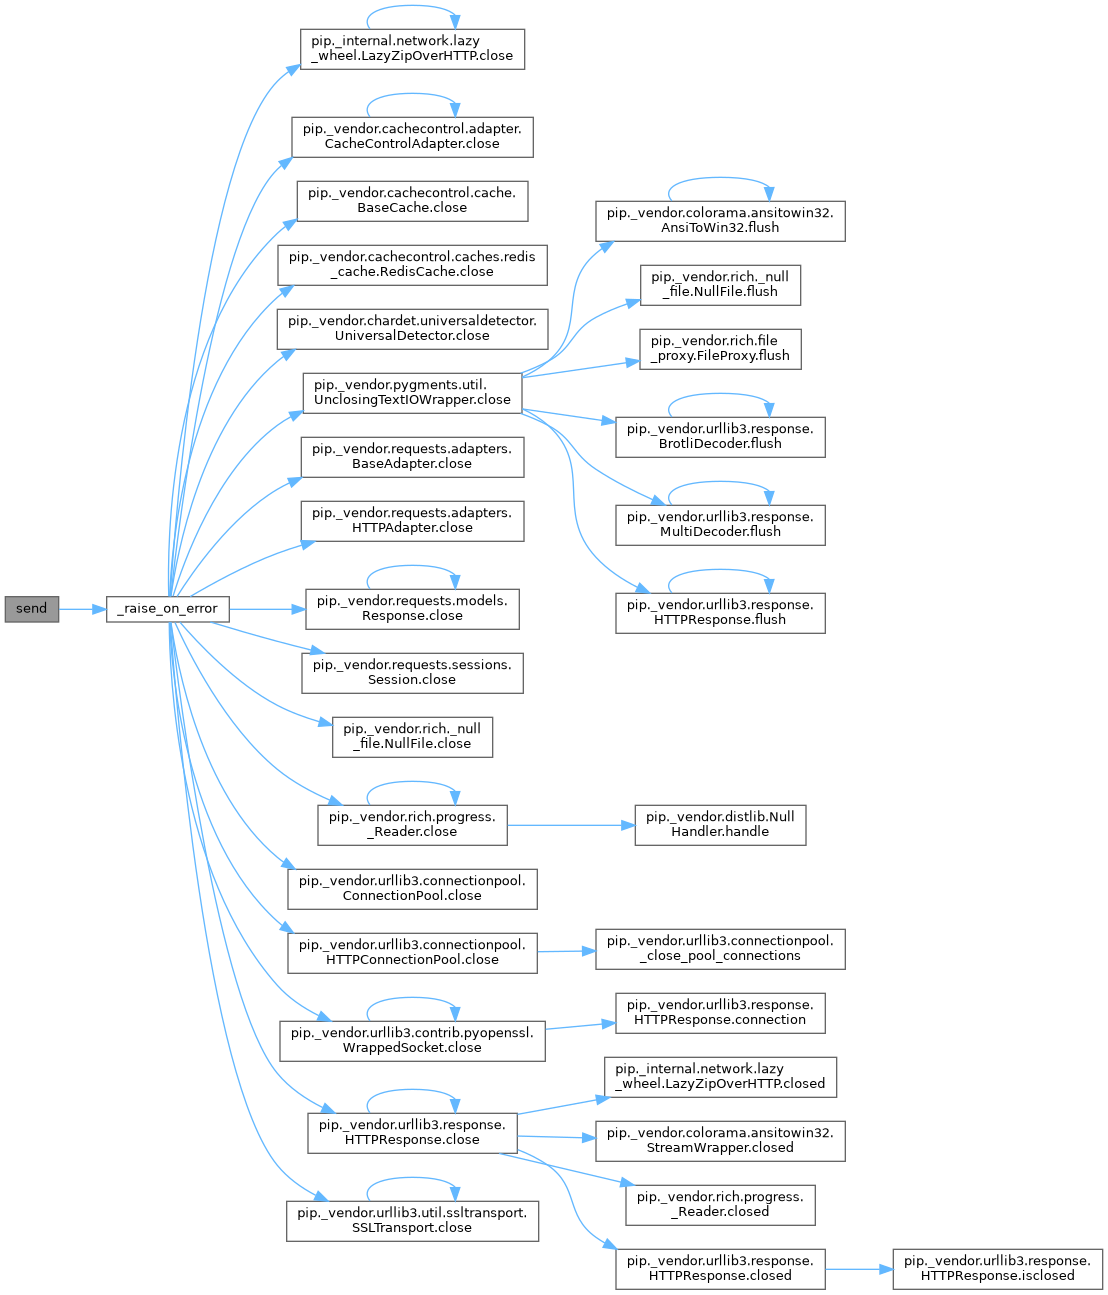 send
_raise_on_error
pip._internal.network.lazy
_wheel.LazyZipOverHTTP.close
pip._vendor.cachecontrol.adapter.
CacheControlAdapter.close
pip._vendor.cachecontrol.cache.
BaseCache.close
pip._vendor.cachecontrol.caches.redis
_cache.RedisCache.close
pip._vendor.chardet.universaldetector.
UniversalDetector.close
pip._vendor.pygments.util.
UnclosingTextIOWrapper.close
pip._vendor.requests.adapters.
BaseAdapter.close
pip._vendor.requests.adapters.
HTTPAdapter.close
pip._vendor.requests.models.
Response.close
pip._vendor.requests.sessions.
Session.close
pip._vendor.rich._null
_file.NullFile.close
pip._vendor.rich.progress.
_Reader.close
pip._vendor.urllib3.connectionpool.
ConnectionPool.close
pip._vendor.urllib3.connectionpool.
HTTPConnectionPool.close
pip._vendor.urllib3.contrib.pyopenssl.
WrappedSocket.close
pip._vendor.urllib3.response.
HTTPResponse.close
pip._vendor.urllib3.util.ssltransport.
SSLTransport.close
pip._vendor.colorama.ansitowin32.
AnsiToWin32.flush
pip._vendor.rich._null
_file.NullFile.flush
pip._vendor.rich.file
_proxy.FileProxy.flush
pip._vendor.urllib3.response.
BrotliDecoder.flush
pip._vendor.urllib3.response.
MultiDecoder.flush
pip._vendor.urllib3.response.
HTTPResponse.flush
pip._vendor.distlib.Null
Handler.handle
pip._vendor.urllib3.connectionpool.
_close_pool_connections
pip._vendor.urllib3.response.
HTTPResponse.connection
pip._internal.network.lazy
_wheel.LazyZipOverHTTP.closed
pip._vendor.colorama.ansitowin32.
StreamWrapper.closed
pip._vendor.rich.progress.
_Reader.closed
pip._vendor.urllib3.response.
HTTPResponse.closed
pip._vendor.urllib3.response.
HTTPResponse.isclosed